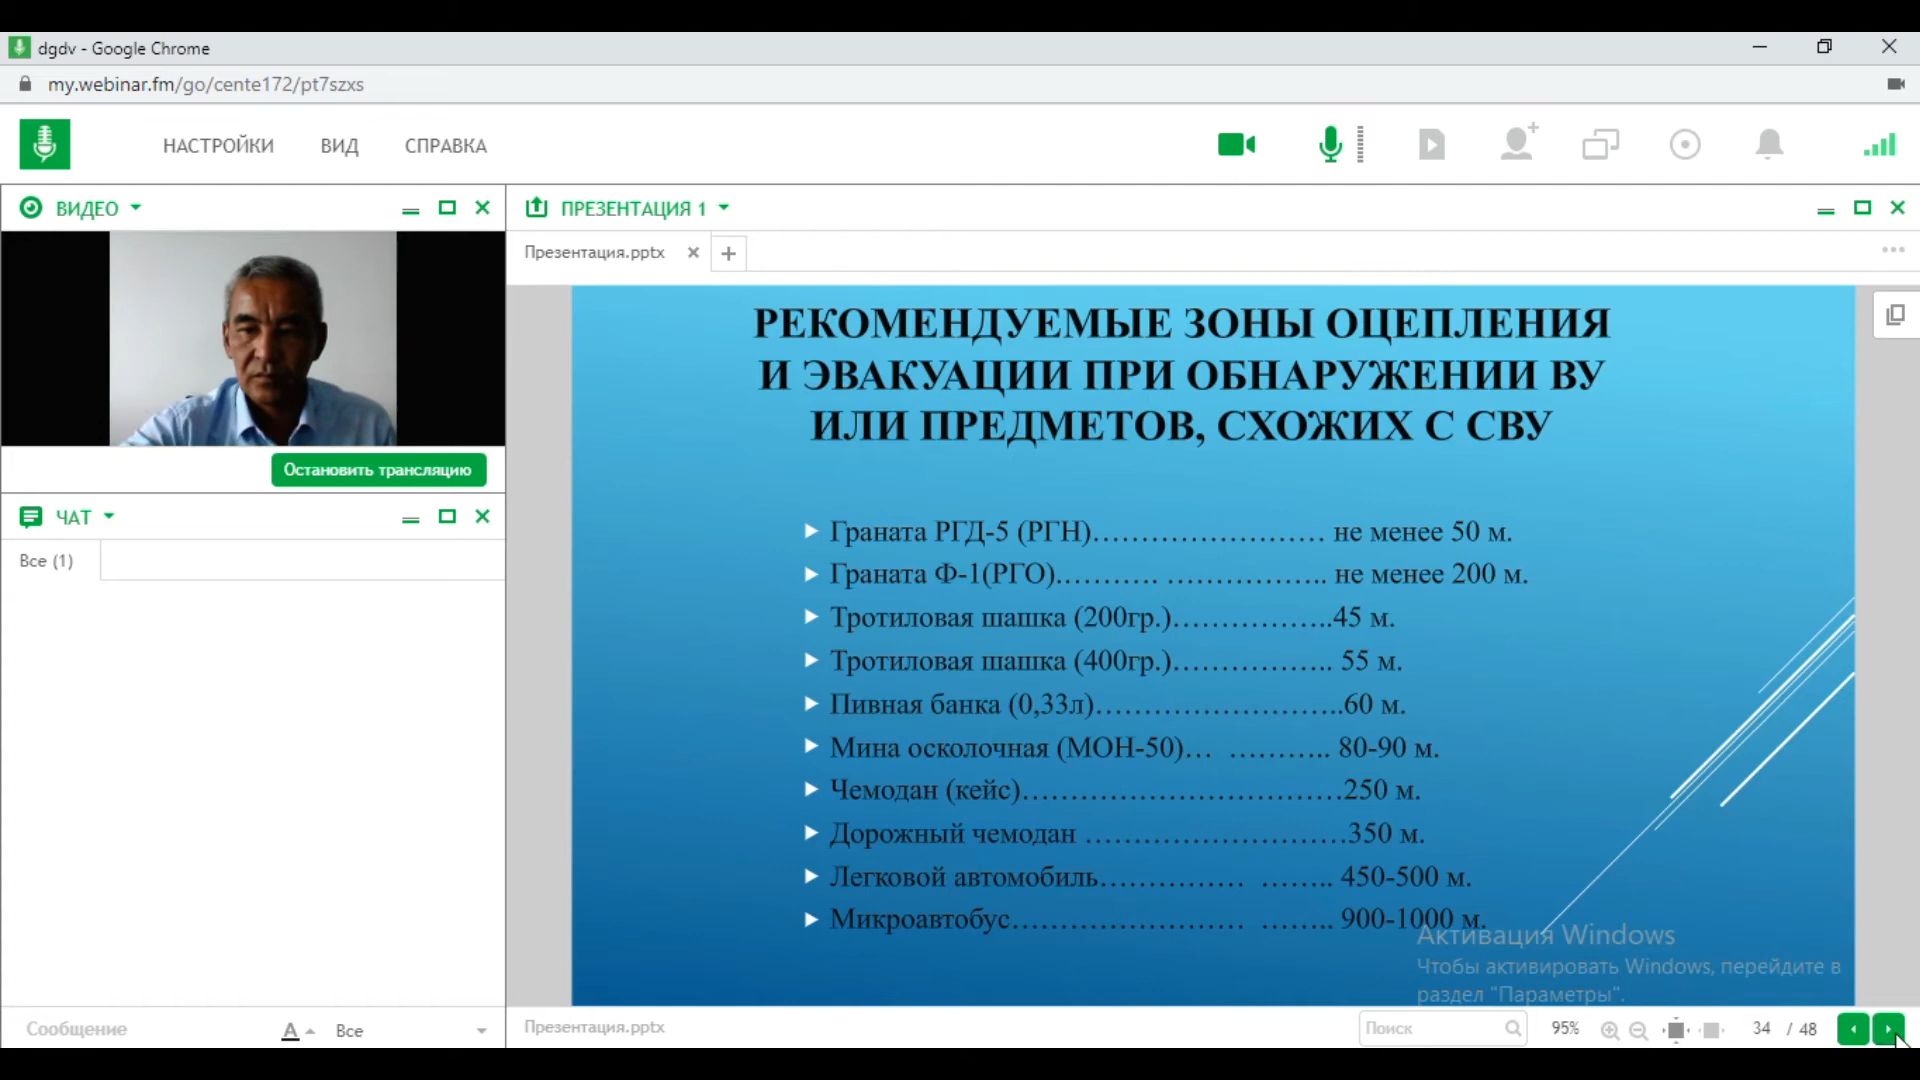 dgdv - Google Chrome
my.webinar.fm/go/cente172/pt7szxs
НАСТРОЙКИ ВИД СПРАВКА
ВИДЕО
ПРЕЗЕНТАЦИЯ 1
Презентация.pptx
Остановить трансляцию
ЧАТ
Все (1)
РЕКОМЕНДУЕМЫЕ ЗОНЫ ОЦЕПЛЕНИЯ
И ЭВАКУАЦИИ ПРИ ОБНАРУЖЕНИИ ВУ
ИЛИ ПРЕДМЕТОВ, СХОЖИХ С СВУ
Граната РГД-5 (РГН)…………………….. не менее 50 м.
Граната Ф-1(РГО)……….. …………….. не менее 200 м.
Тротиловая шашка (200гр.)……………..45 м.
Тротиловая шашка (400гр.)…………….. 55 м.
Пивная банка (0,33л)……………………..60 м.
Мина осколочная (МОН-50)… ……….. 80-90 м.
Чемодан (кейс)……………………………250 м.
Дорожный чемодан ………………………350 м.
Легковой автомобиль…………… …….. 450-500 м.
Микроавтобус…………………… …….. 900-1000 м.
Активация Windows
Чтобы активировать Windows, перейдите в
раздел "Параметры".
Сообщение A Все
Презентация.pptx Поиск 95% 34 / 48